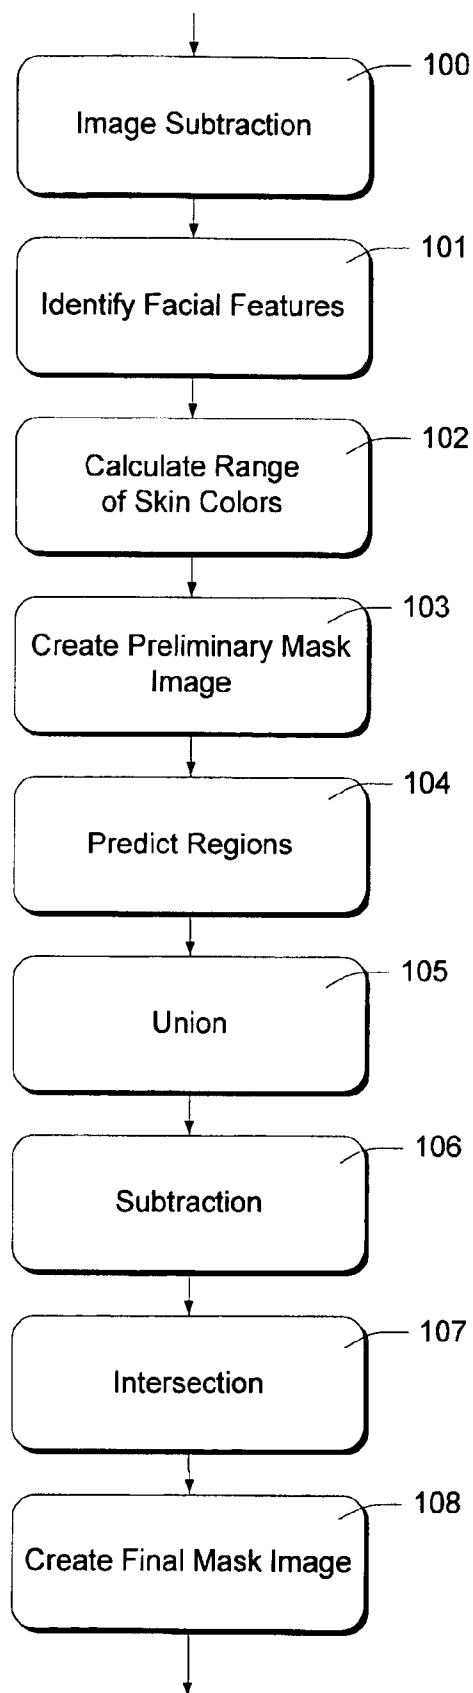 100
Image Subtraction
101
Identify Facial Features
102
Calculate Range
of Skin Colors
103
Create Preliminary Mask
Image
104
Predict Regions
105
Union
106
Subtraction
107
Intersection
108
Create Final Mask Image